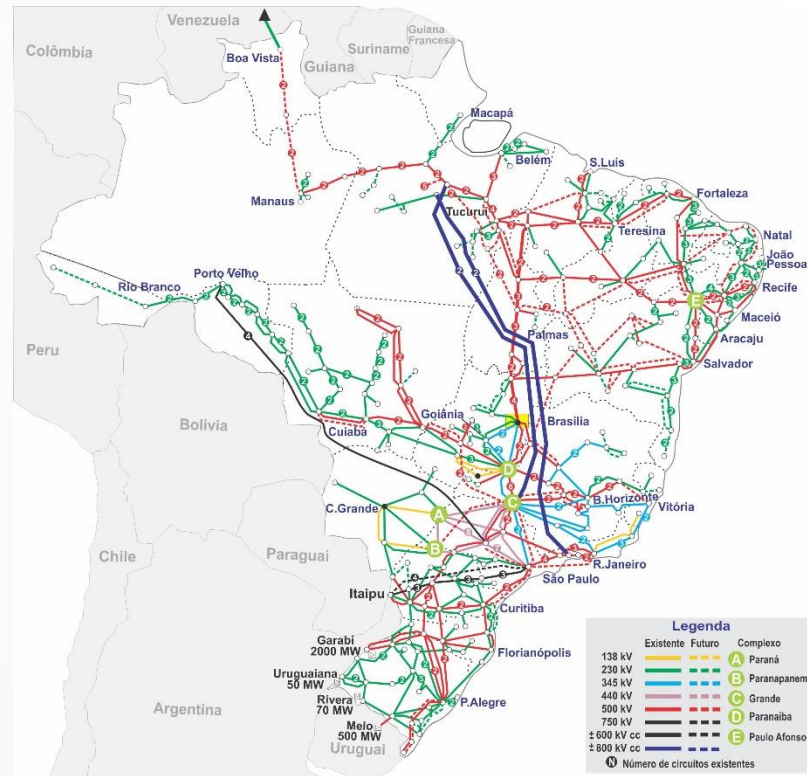 Venezuela
Guiana
Francesa
Suriname
Colômbia
Boa Vista
Guiana
Macapá
Belém
S.Luís
Fortaleza
Manaus
Tucuruí
Teresina
Natal
João
Pessoa
Porto Velho
Rio Branco
Recife
E
Maceió
Palmas
Aracaju
Peru
Salvador
Bolivia
Goiânia
Brasília
Cuiabá
D
B.Horizonte
C.Grande
A
C
Vitória
B
Chile
Paraguai
R.Janeiro
São Paulo
Itaipu
Curitiba
Garabi
2000 MW
Florianópolis
Uruguaiana
50 MW
Rivera
70 MW
P.Alegre
Argentina
Melo
500 MW
Uruguai
Legenda
Existente Futuro Complexo
138 kV A Paraná
230 kV
345 kV B Paranapanem
440 kV C Grande
500 kV D Paranaíba
750 kV
± 600 kV cc E Paulo Afonso
± 800 kV cc
N Número de circuitos existentes